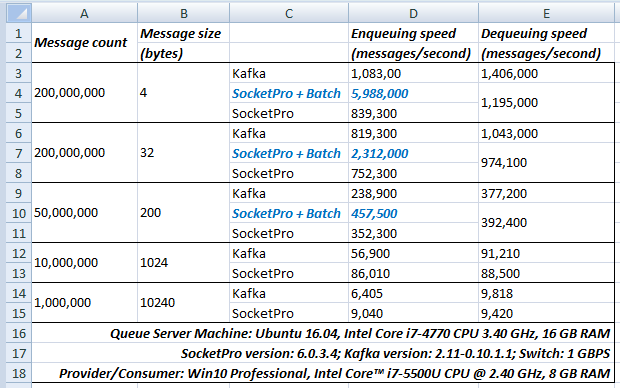 A B C D E
1 Message count Message size Enqueuing speed Dequeuing speed
2 (bytes) (messages/second) (messages/second)
3 Kafka 1,083,00 1,406,000
4 200,000,000 4 SocketPro + Batch 5,988,000 1,195,000
5 SocketPro 839,300
6 Kafka 819,300 1,043,000
7 200,000,000 32 SocketPro + Batch 2,312,000 974,100
8 SocketPro 752,300
9 Kafka 238,900 377,200
10 50,000,000 200 SocketPro + Batch 457,500 392,400
11 SocketPro 352,300
12 10,000,000 1024 Kafka 56,900 91,210
13 SocketPro 86,010 88,500
14 1,000,000 10240 Kafka 6,405 9,818
15 SocketPro 9,040 9,420
16 Queue Server Machine: Ubuntu 16.04, Intel Core i7-4770 CPU 3.40 GHz, 16 GB RAM
17 SocketPro version: 6.0.3.4; Kafka version: 2.11-0.10.1.1; Switch: 1 GBPS
18 Provider/Consumer: Win10 Professional, Intel Core™ i7-5500U CPU @ 2.40 GHz, 8 GB RAM